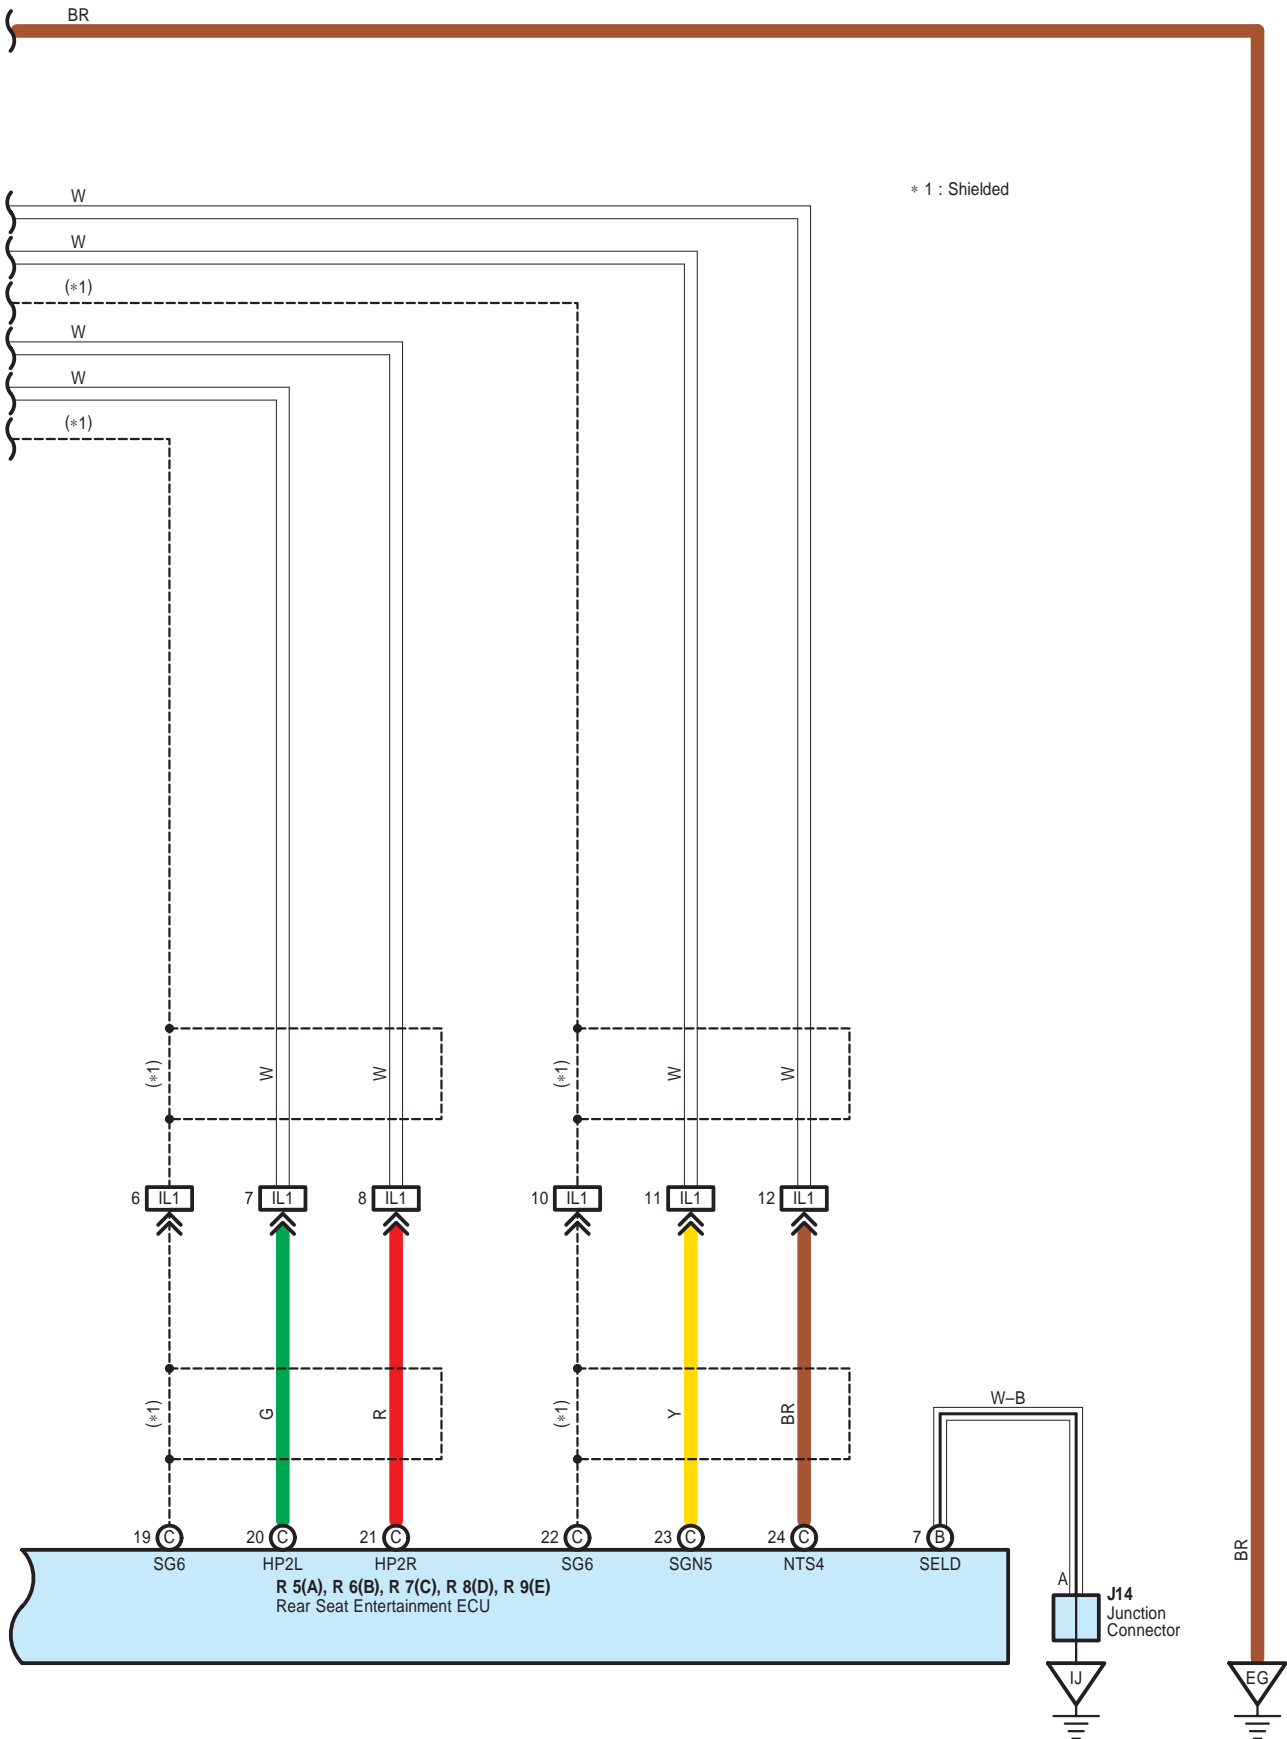 BR
∗ 1 : Shielded
W
W
(∗1)
W
W
(∗1)
(∗1) W W (∗1) W W
6 IL1 7 IL1 8 IL1 10 IL1 11 IL1 12 IL1
W–B
(∗1) G R (∗1) Y BR
19 C 20 C 21 C 22 C 23 C 24 C 7 B
SG6 HP2L HP2R SG6 SGN5 NTS4 SELD
BR
R 5(A), R 6(B), R 7(C), R 8(D), R 9(E)
Rear Seat Entertainment ECU
A
J14
Junction
Connector
IJ
EG